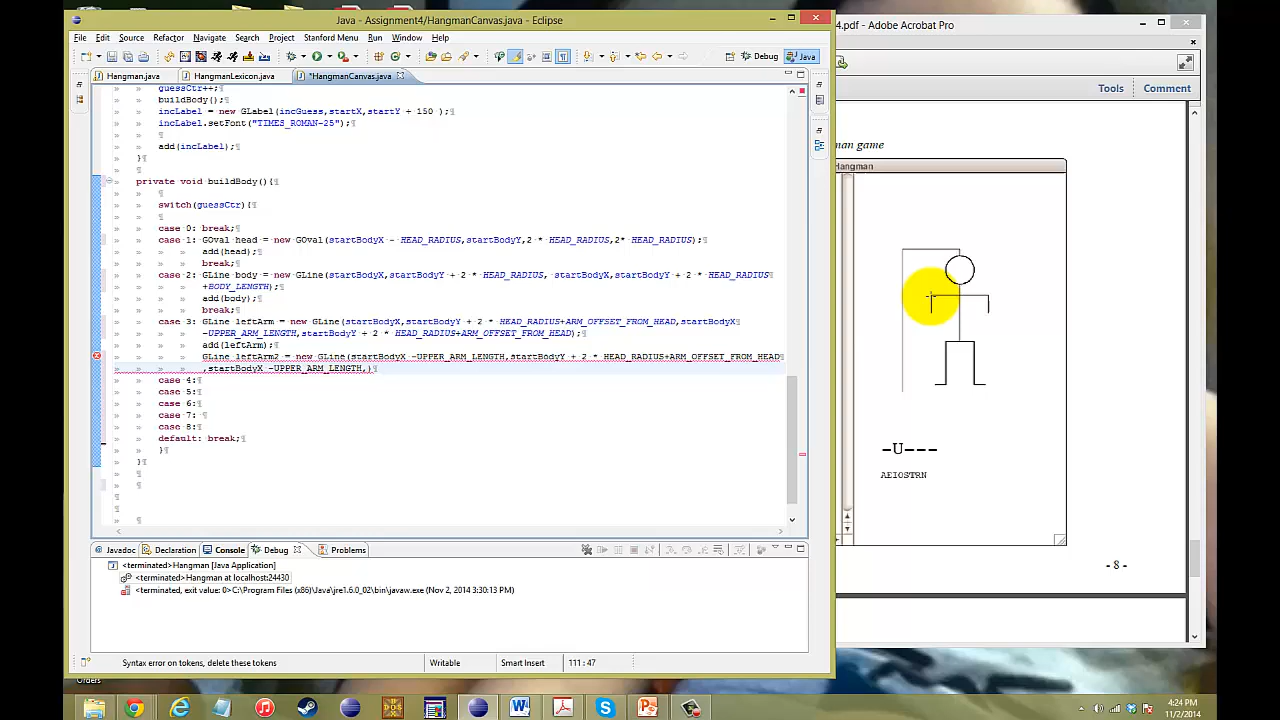 Java - Assignment4/HangmanCanvas.java - Eclipse
4.pdf - Adobe Acrobat Pro
File Edit Source Refactor Navigate Search Project Stanford Menu Run Window Help
Debug Java
Hangman.java HangmanLexicon.java *HangmanCanvas.java
Tools Comment
guessCtr++;
buildBody();
incLabel = new GLabel(incGuess,startX,startY + 150 );
incLabel.setFont("TIMES_ROMAN-25");
add(incLabel);
}
private void buildBody(){
switch(guessCtr){
case 0: break;
case 1: GOval head = new GOval(startBodyX - HEAD_RADIUS,startBodyY,2 * HEAD_RADIUS,2* HEAD_RADIUS);
add(head);
break;
case 2: GLine body = new GLine(startBodyX,startBodyY + 2 * HEAD_RADIUS, startBodyX,startBodyY + 2 * HEAD_RADIUS
+BODY_LENGTH);
add(body);
break;
case 3: GLine leftArm = new GLine(startBodyX,startBodyY + 2 * HEAD_RADIUS+ARM_OFFSET_FROM_HEAD,startBodyX
-UPPER_ARM_LENGTH,startBodyY + 2 * HEAD_RADIUS+ARM_OFFSET_FROM_HEAD);
add(leftArm);
GLine leftArm2 = new GLine(startBodyX -UPPER_ARM_LENGTH,startBodyY + 2 * HEAD_RADIUS+ARM_OFFSET_FROM_HEAD
,startBodyX -UPPER_ARM_LENGTH,)
case 4:
case 5:
case 6:
case 7:
case 8:
default: break;
}
}
man game
Hangman
-U---
AEIOSTRN
- 8 -
Javadoc Declaration Console Debug Problems
<terminated>Hangman [Java Application]
<terminated>Hangman at localhost:24430
<terminated, exit value: 0>C:\Program Files (x86)\Java\jre1.6.0_02\bin\javaw.exe (Nov 2, 2014 3:30:13 PM)
Syntax error on tokens, delete these tokens
Writable Smart Insert 111 : 47
Orders
4:24 PM
11/2/2014